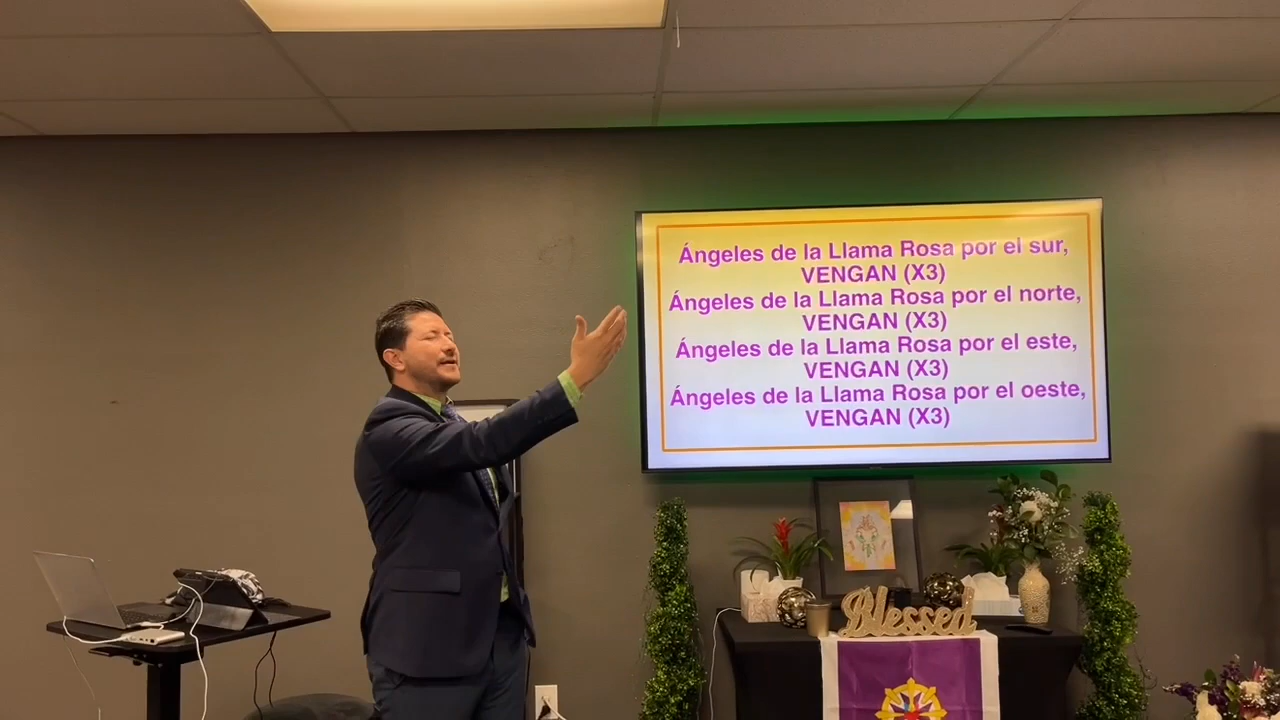 Ángeles de la Llama Rosa por el sur,
VENGAN (X3)
Ángeles de la Llama Rosa por el norte,
VENGAN (X3)
Ángeles de la Llama Rosa por el este,
VENGAN (X3)
Ángeles de la Llama Rosa por el oeste,
VENGAN (X3)
Blessed